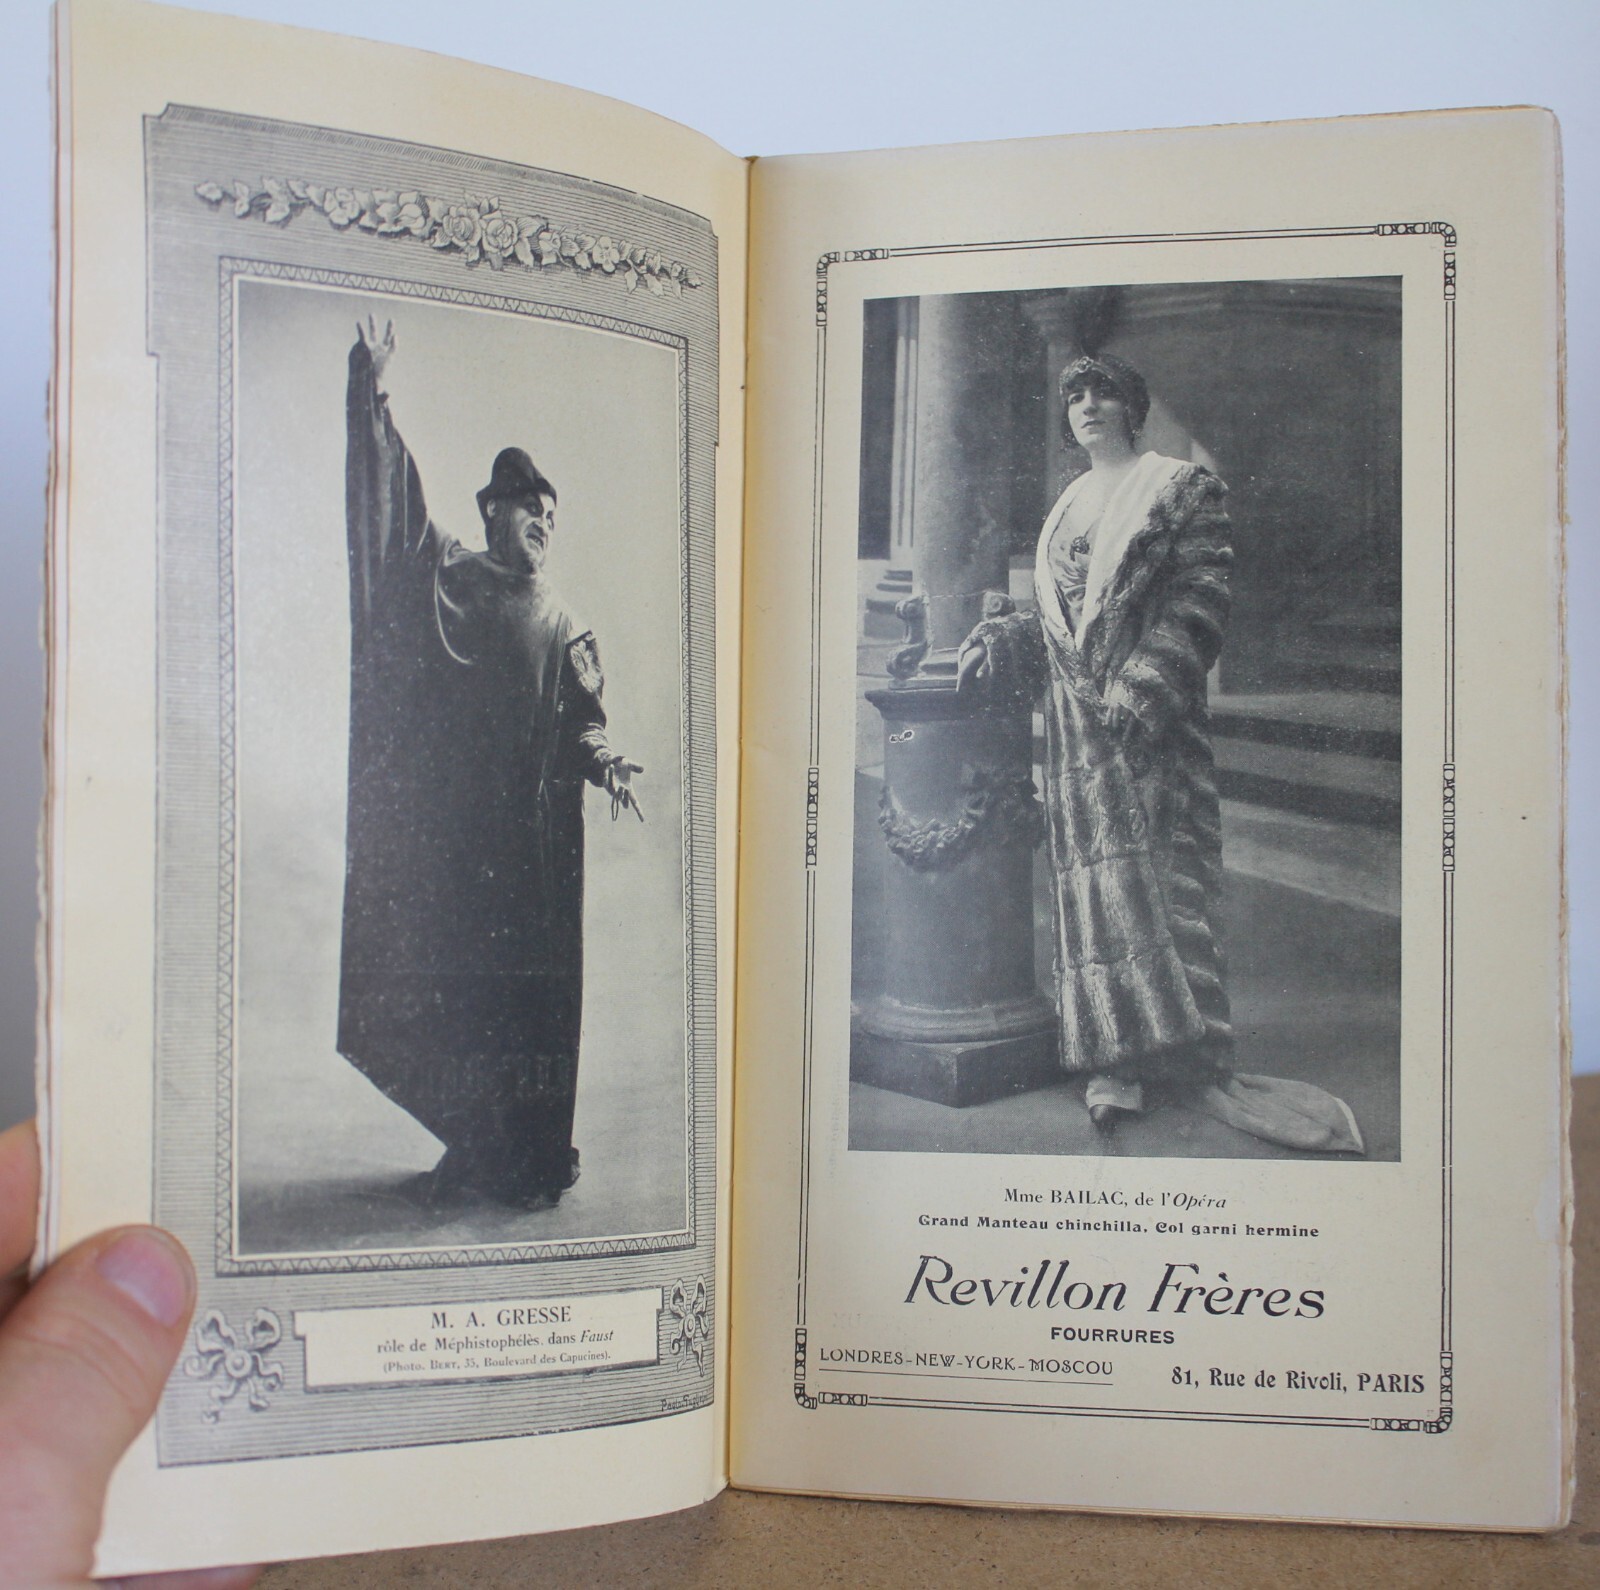 M. A. GRESSE
rôle de Méphistophélès, dans Faust
(Photo. BERT, 35, Boulevard des Capucines).
Mme BAILAC, de l'Opéra
Grand Manteau chinchilla, Col garni hermine
Revillon Frères
FOURRURES
LONDRES-NEW-YORK-MOSCOU
81, Rue de Rivoli, PARIS